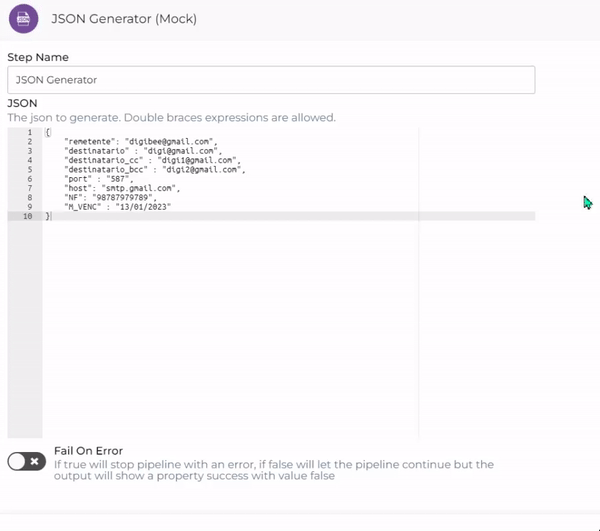 JSON Generator (Mock)
Step Name
JSON Generator
JSON
The json to generate. Double braces expressions are allowed.
1 {
2 "remetente": "digibee@gmail.com",
3 "destinatario" : "digi@gmail.com",
4 "destinatario_cc" : "digi1@gmail.com",
5 "destinatario_bcc" : "digi2@gmail.com",
6 "port" : "587",
7 "host": "smtp.gmail.com",
8 "NF": "98787979789",
9 "M_VENC" : "13/01/2023"
10 }
Fail On Error
If true will stop pipeline with an error, if false will let the pipeline continue but the
output will show a property success with value false